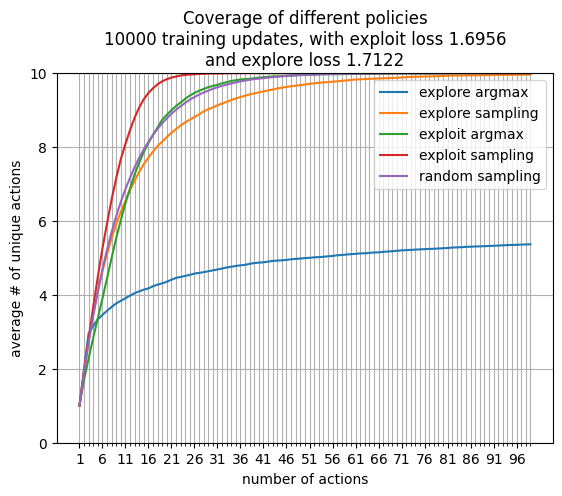 Coverage of different policies
10000 training updates, with exploit loss 1.6956
and explore loss 1.7122
10
8
6
4
2
0
average # of unique actions
explore argmax
explore sampling
exploit argmax
exploit sampling
random sampling
1 6 11 16 21 26 31 36 41 46 51 56 61 66 71 76 81 86 91 96
number of actions